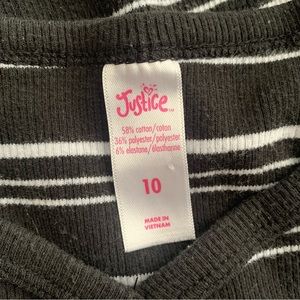 Justice
58% cotton/coton
36% polyester/polyester
6% elastane/élasthanne
10
MADE IN
VIETNAM